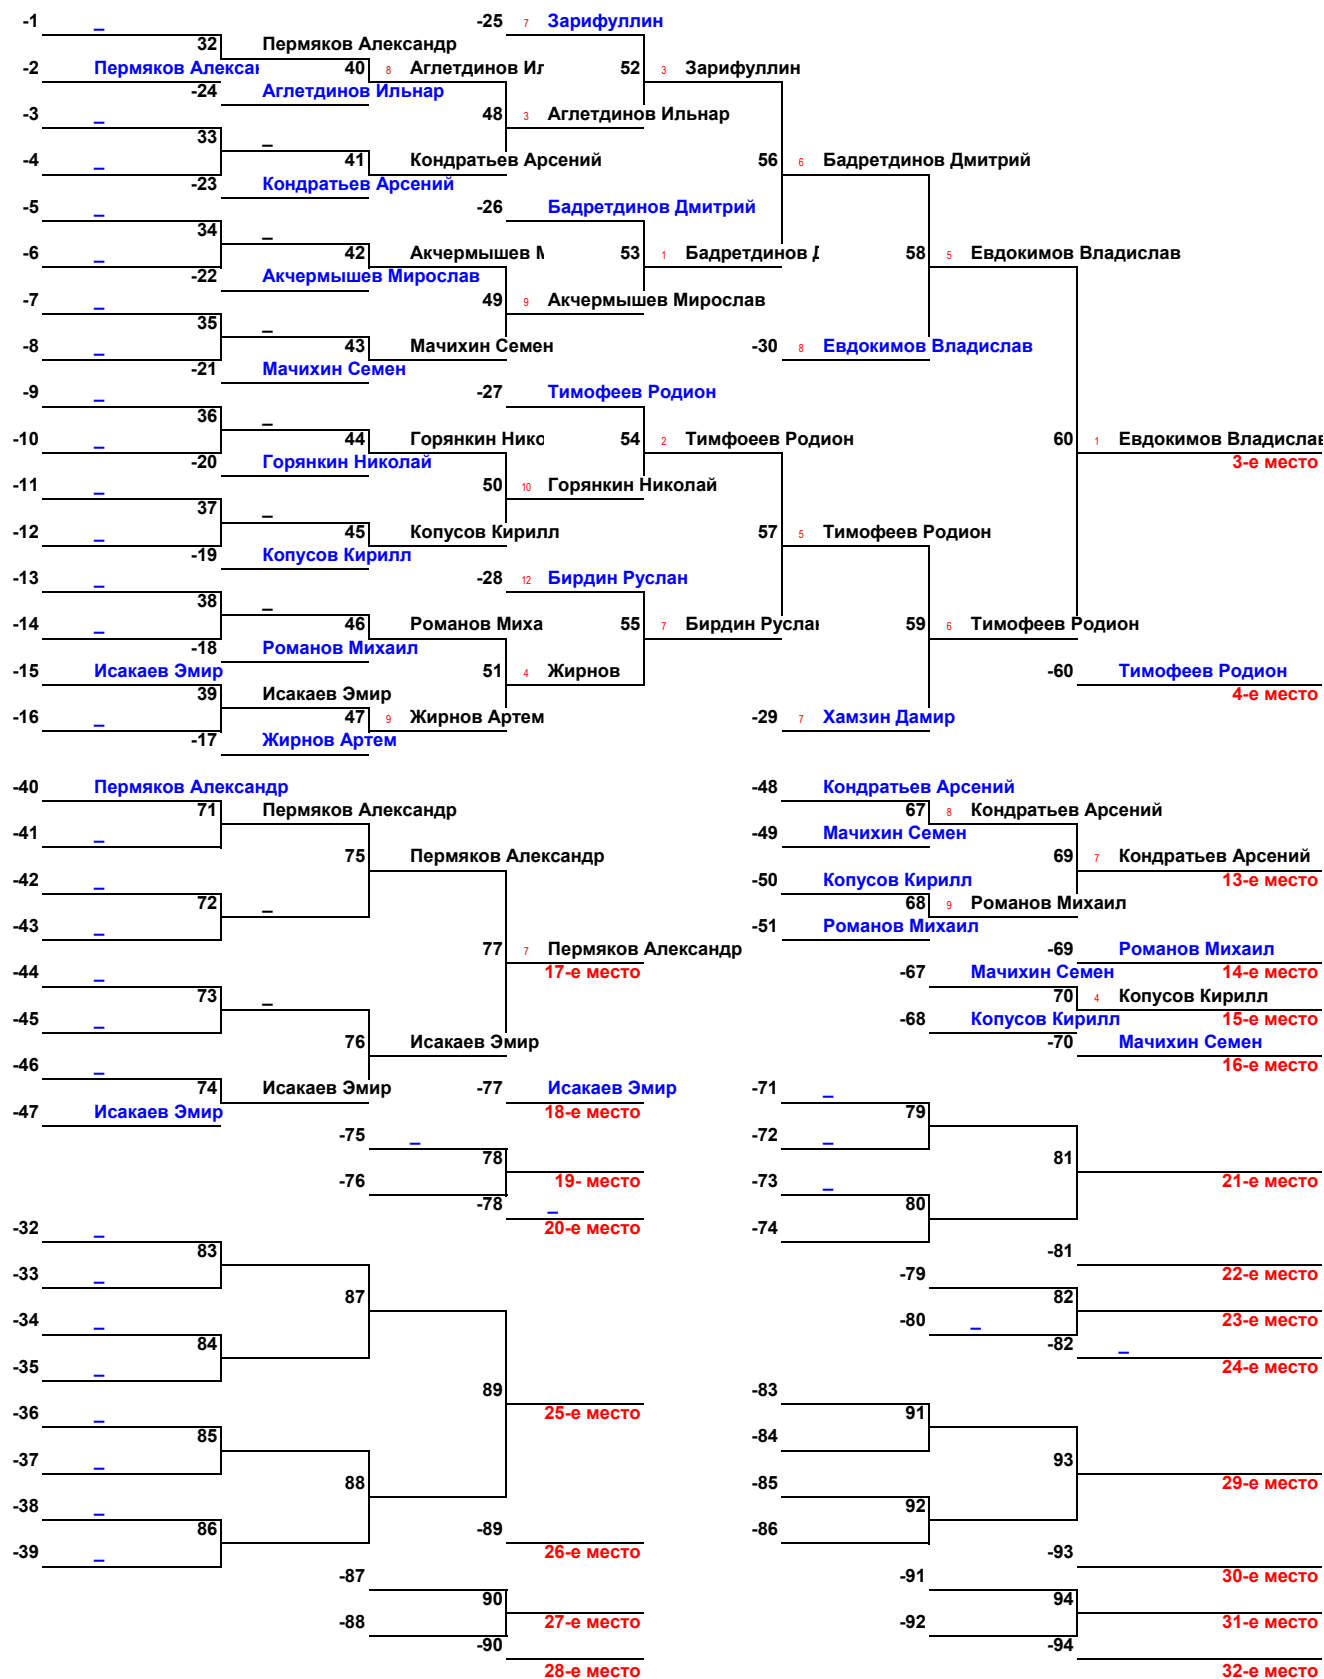 -1 _ -25 7 Зарифуллин
32 Пермяков Александр
-2 Пермяков Алекса 40 8 Аглетдинов Ил 52 3 Зарифуллин
-24 Аглетдинов Ильнар
-3 _ 48 3 Аглетдинов Ильнар
33 _
-4 _ 41 Кондратьев Арсений 56 6 Бадретдинов Дмитрий
-23 Кондратьев Арсений
-5 _ -26 Бадретдинов Дмитрий
34 _
-6 _ 42 Акчермышев М 53 1 Бадретдинов Д 58 5 Евдокимов Владислав
-22 Акчермышев Мирослав
-7 _ 49 9 Акчермышев Мирослав
35 _
-8 _ 43 Мачихин Семен -30 8 Евдокимов Владислав
-21 Мачихин Семен
-9 _ -27 Тимофеев Родион
36 _
-10 _ 44 Горянкин Нико 54 2 Тимфоеев Родион 60 1 Евдокимов Владислав
-20 Горянкин Николай 3-е место
-11 _ 50 10 Горянкин Николай
37 _
-12 _ 45 Копусов Кирилл 57 5 Тимофеев Родион
-19 Копусов Кирилл
-13 _ -28 12 Бирдин Руслан
38 _
-14 _ 46 Романов Миха 55 7 Бирдин Руслан 59 6 Тимофеев Родион
-18 Романов Михаил
-15 Исакаев Эмир 51 4 Жирнов -60 Тимофеев Родион
39 Исакаев Эмир 4-е место
-16 _ 47 9 Жирнов Артем -29 7 Хамзин Дамир
-17 Жирнов Артем
-40 Пермяков Александр -48 Кондратьев Арсений
71 Пермяков Александр 67 8 Кондратьев Арсений
-41 _ -49 Мачихин Семен
75 Пермяков Александр 69 7 Кондратьев Арсений
-42 _ -50 Копусов Кирилл 13-е место
72 _ 68 9 Романов Михаил
-43 _ -51 Романов Михаил
77 7 Пермяков Александр -69 Романов Михаил
-44 _ 17-е место -67 Мачихин Семен 14-е место
73 _ 70 4 Копусов Кирилл
-45 _ -68 Копусов Кирилл 15-е место
76 Исакаев Эмир -70 Мачихин Семен
-46 _ 16-е место
74 Исакаев Эмир -77 Исакаев Эмир -71 _
-47 Исакаев Эмир 18-е место 79
-75 _ -72 _
78 81
-76 19- место -73 _ 21-е место
-78 _ 80
-32 _ 20-е место -74
83 -81
-33 _ -79 22-е место
87 82
-34 _ -80 _ 23-е место
84 -82 _
-35 _ 24-е место
89 -83
-36 _ 25-е место 91
85 -84
-37 _ 93
88 -85 29-е место
-38 _ 92
86 -89 -86
-39 _ 26-е место -93
-87 -91 30-е место
90 94
-88 27-е место -92 31-е место
-90 -94
28-е место 32-е место